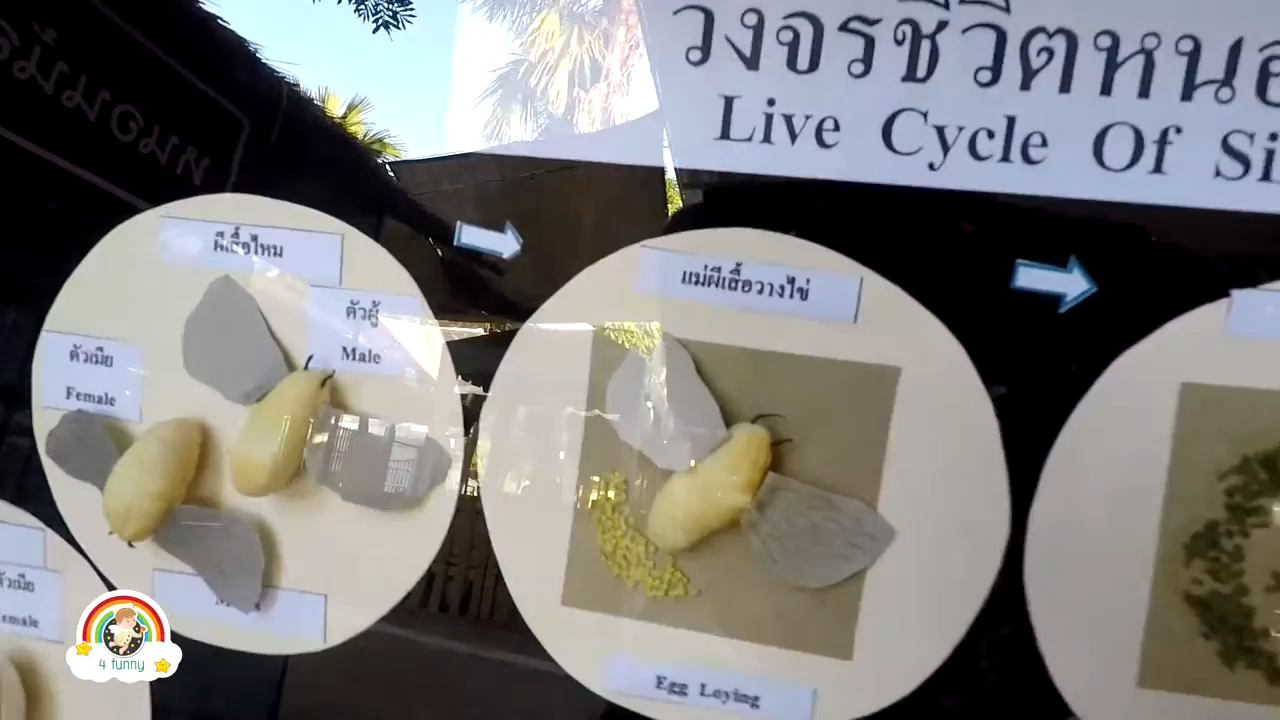 วงจรชีวิตหนอ
Live Cycle Of Si
ผีเสื้อไหม
ตัวผู้
Male
ตัวเมีย
Female
แม่ผีเสื้อวางไข่
Egg Loying
ตัวเมีย
emale
4 funny